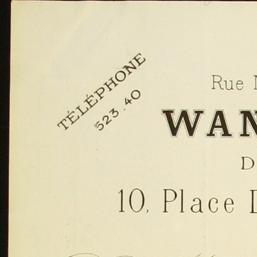 TÉLÉPHONE
523.40
Rue
WAN
10, Place